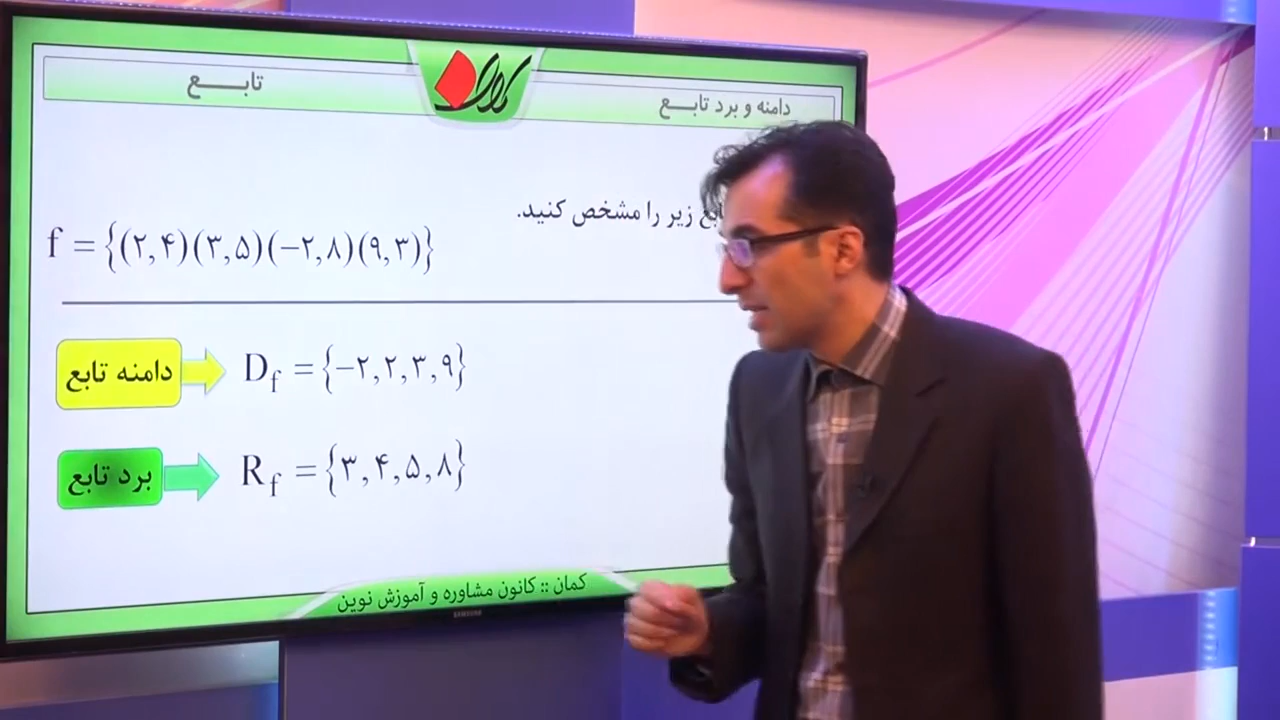 دامنه و برد تابـــع
تابـــع
زیر را مشخص کنید.
f = {(۲,۴)(۳,۵)(−۲,۸)(۹,۳)}
دامنه تابع
D_f = {−۲,۲,۳,۹}
برد تابع
R_f = {۳,۴,۵,۸}
کمان :: کانون مشاوره و آموزش نوین
SAMSUNG